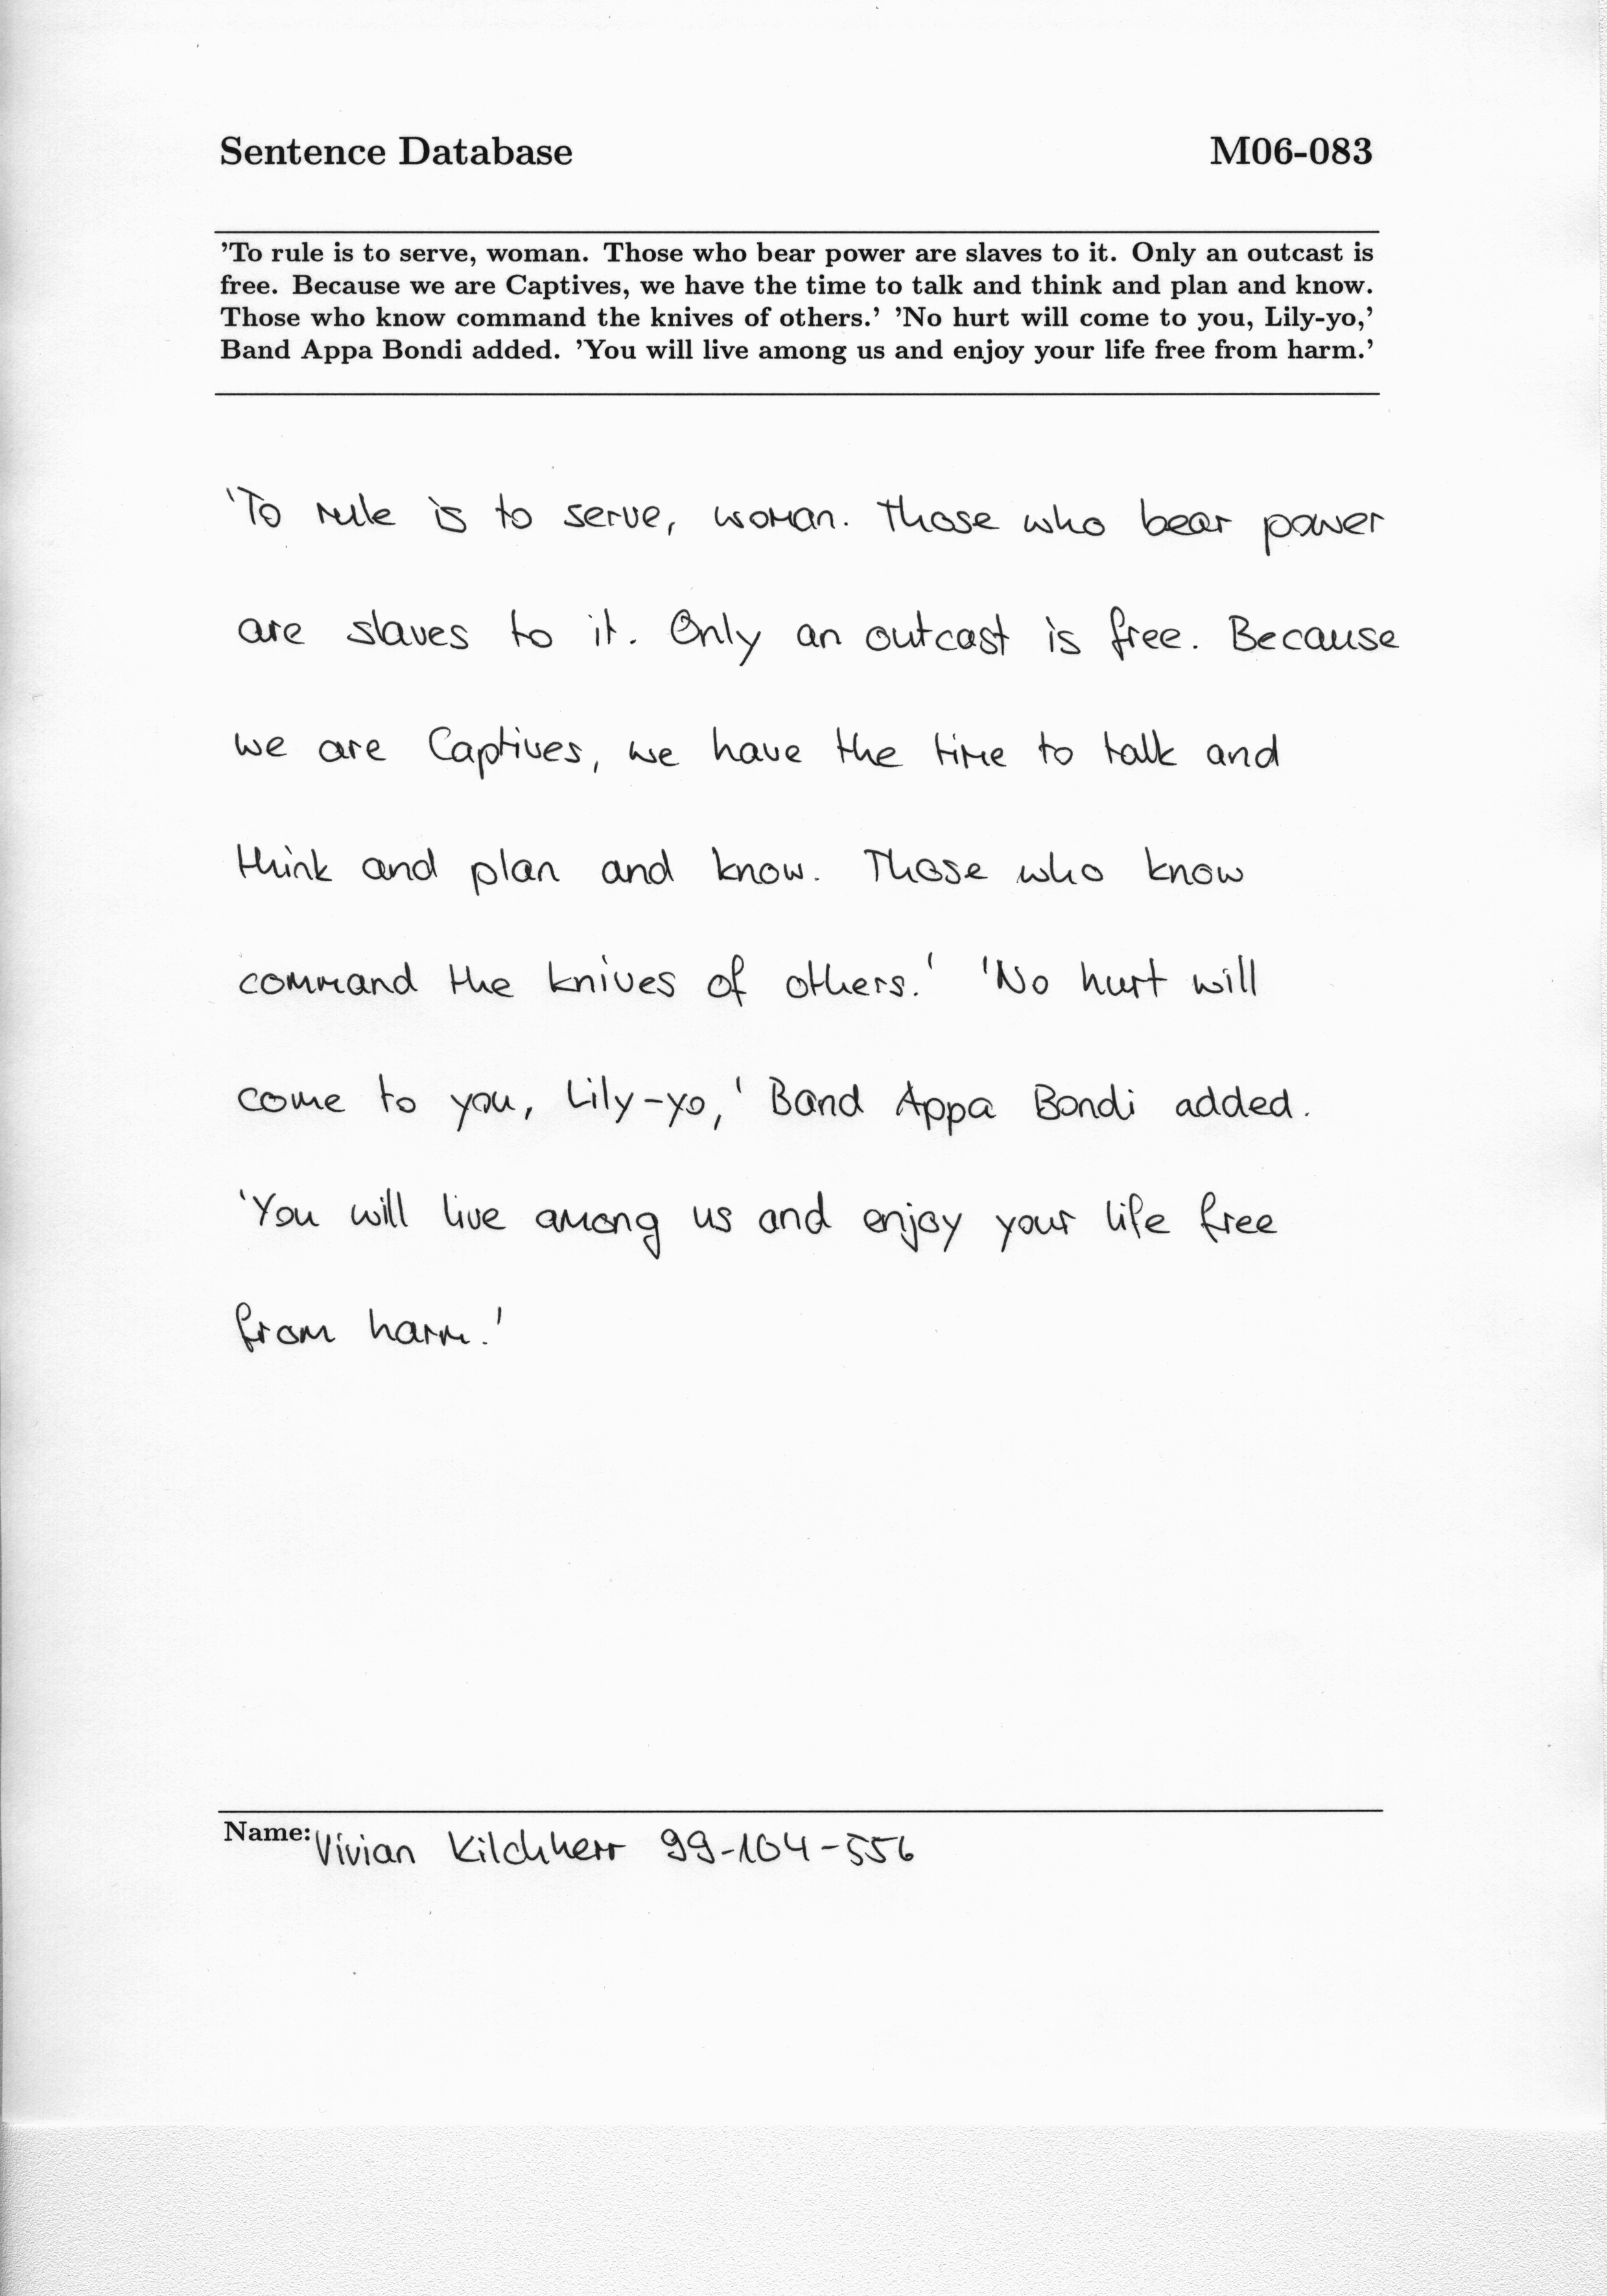 Sentence Database M06-083
’To rule is to serve, woman. Those who bear power are slaves to it. Only an outcast is
free. Because we are Captives, we have the time to talk and think and plan and know.
Those who know command the knives of others.’ ’No hurt will come to you, Lily-yo,’
Band Appa Bondi added. ’You will live among us and enjoy your life free from harm.’
'To rule is to serve, woman. Those who bear power
are slaves to it. Only an outcast is free. Because
we are Captives, we have the time to talk and
think and plan and know. Those who know
command the knives of others.' 'No hurt will
come to you, Lily-yo,' Band Appa Bondi added.
'You will live among us and enjoy your life free
from harm.'
Name: Vivian Kilchherr 99-104-556